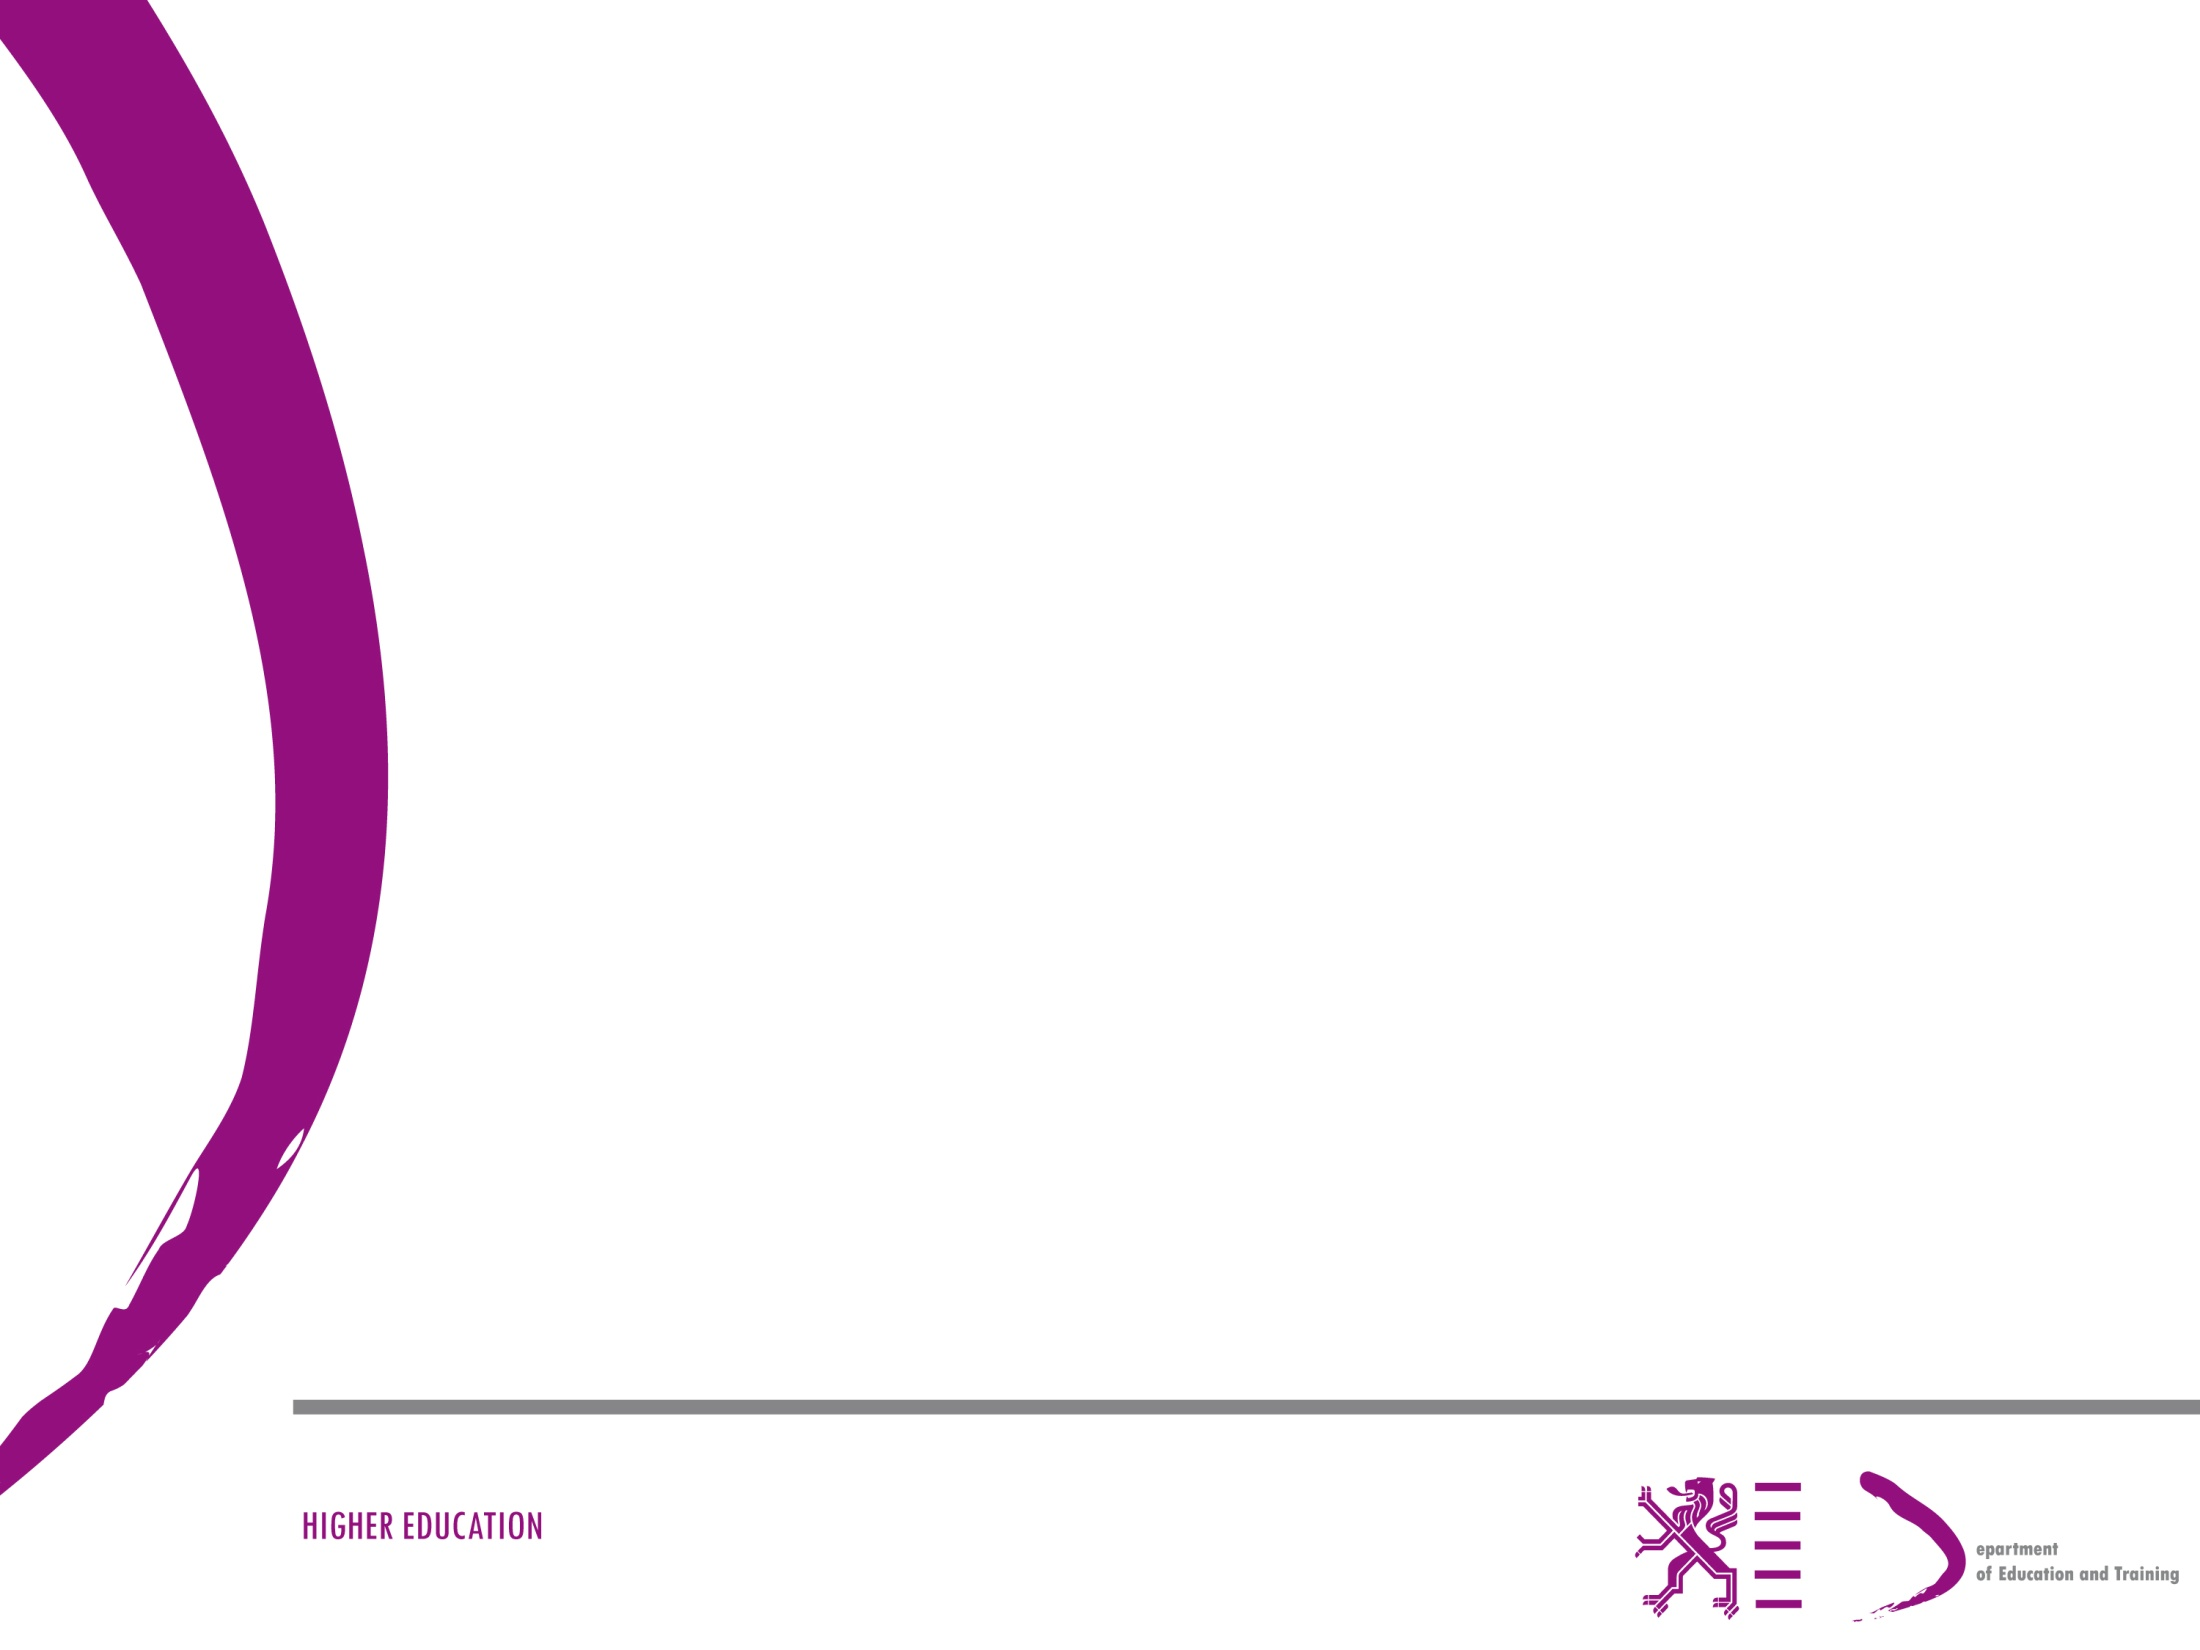 HIGHER EDUCATION
epartment
of Education and Training